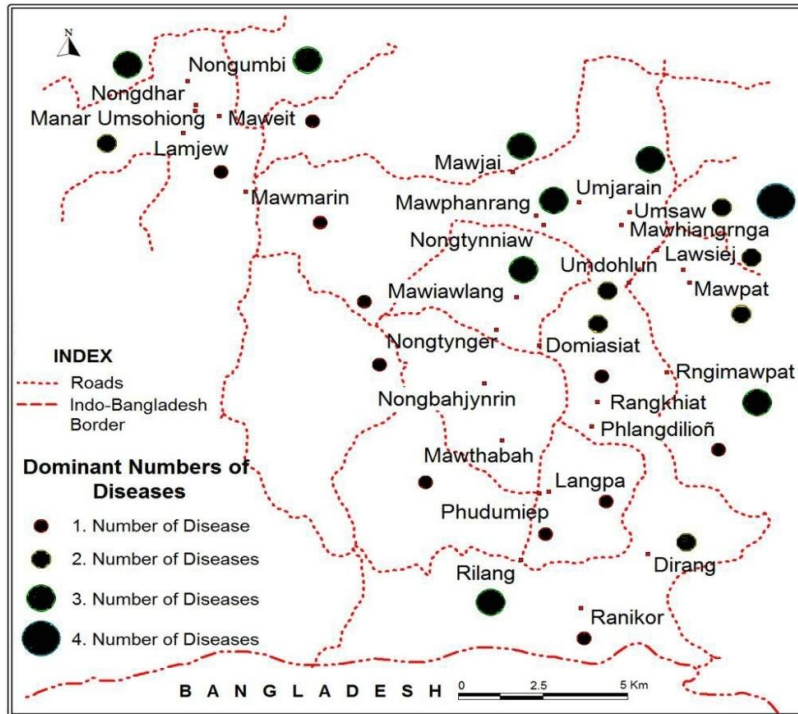 N
Nongumbi
Nongdhar
Manar Umsohiong
Maweit
Lamjew
Mawmarin
Mawjai
Umjarain
Mawphanrang
Umsaw
Mawhiangrnga
Nongtynniaw
Lawsiej
Umdohlun
Mawpat
Mawiawlang
Nongtynger
Domiasiat
Rngimawpat
Nongbahjynrin
Rangkhiat
Phlangdilioñ
Mawthabah
Langpa
Phudumiep
Rilang
Dirang
Ranikor
INDEX
Roads
Indo-Bangladesh
Border
Dominant Numbers of
Diseases
1. Number of Disease
2. Number of Diseases
3. Number of Diseases
4. Number of Diseases
BANGLADESH
0 2.5 5 Km